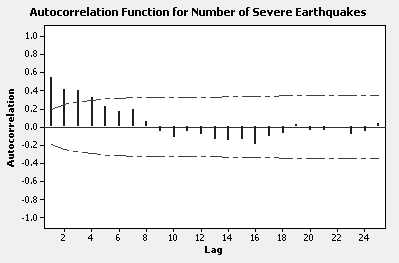 Autocorrelation Function for Number of Severe Earthquakes
1.0
0.8
0.6
0.4
0.2
0.0
-0.2
-0.4
-0.6
-0.8
-1.0
Autocorrelation
2 4 6 8 10 12 14 16 18 20 22 24
Lag